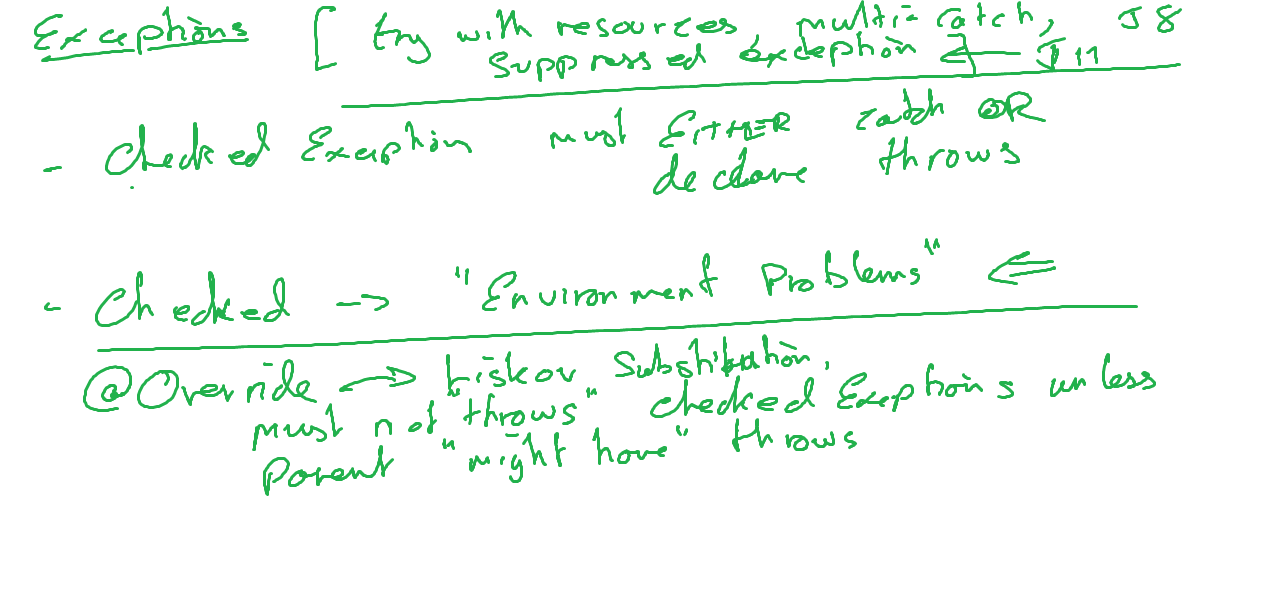 Exceptions [ try with resources, multi-catch, J8
suppressed exception ] ← J11
- Checked Exception must EITHER catch OR
declare throws
- Checked -> "Environment Problems" ⇐
@Override → Liskov Substitution,
must not "throws" checked Exceptions unless
Parent "might have" throws